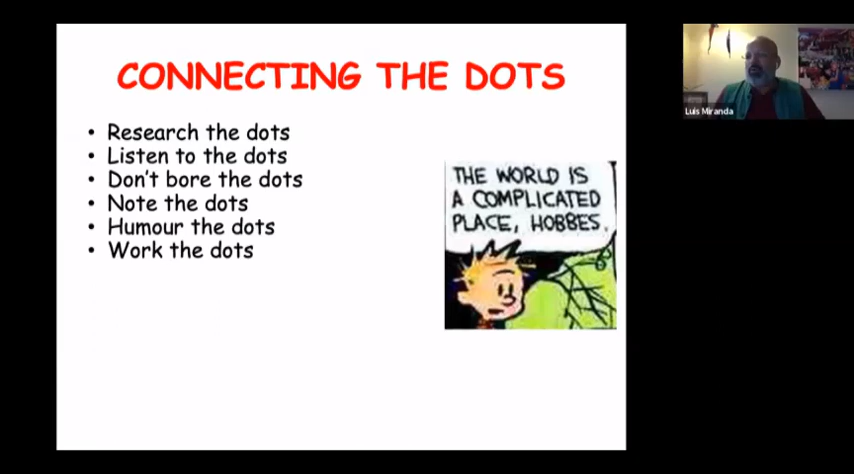 CONNECTING THE DOTS
• Research the dots
• Listen to the dots
• Don't bore the dots
• Note the dots
• Humour the dots
• Work the dots
THE WORLD IS
A COMPLICATED
PLACE, HOBBES.
Luis Miranda